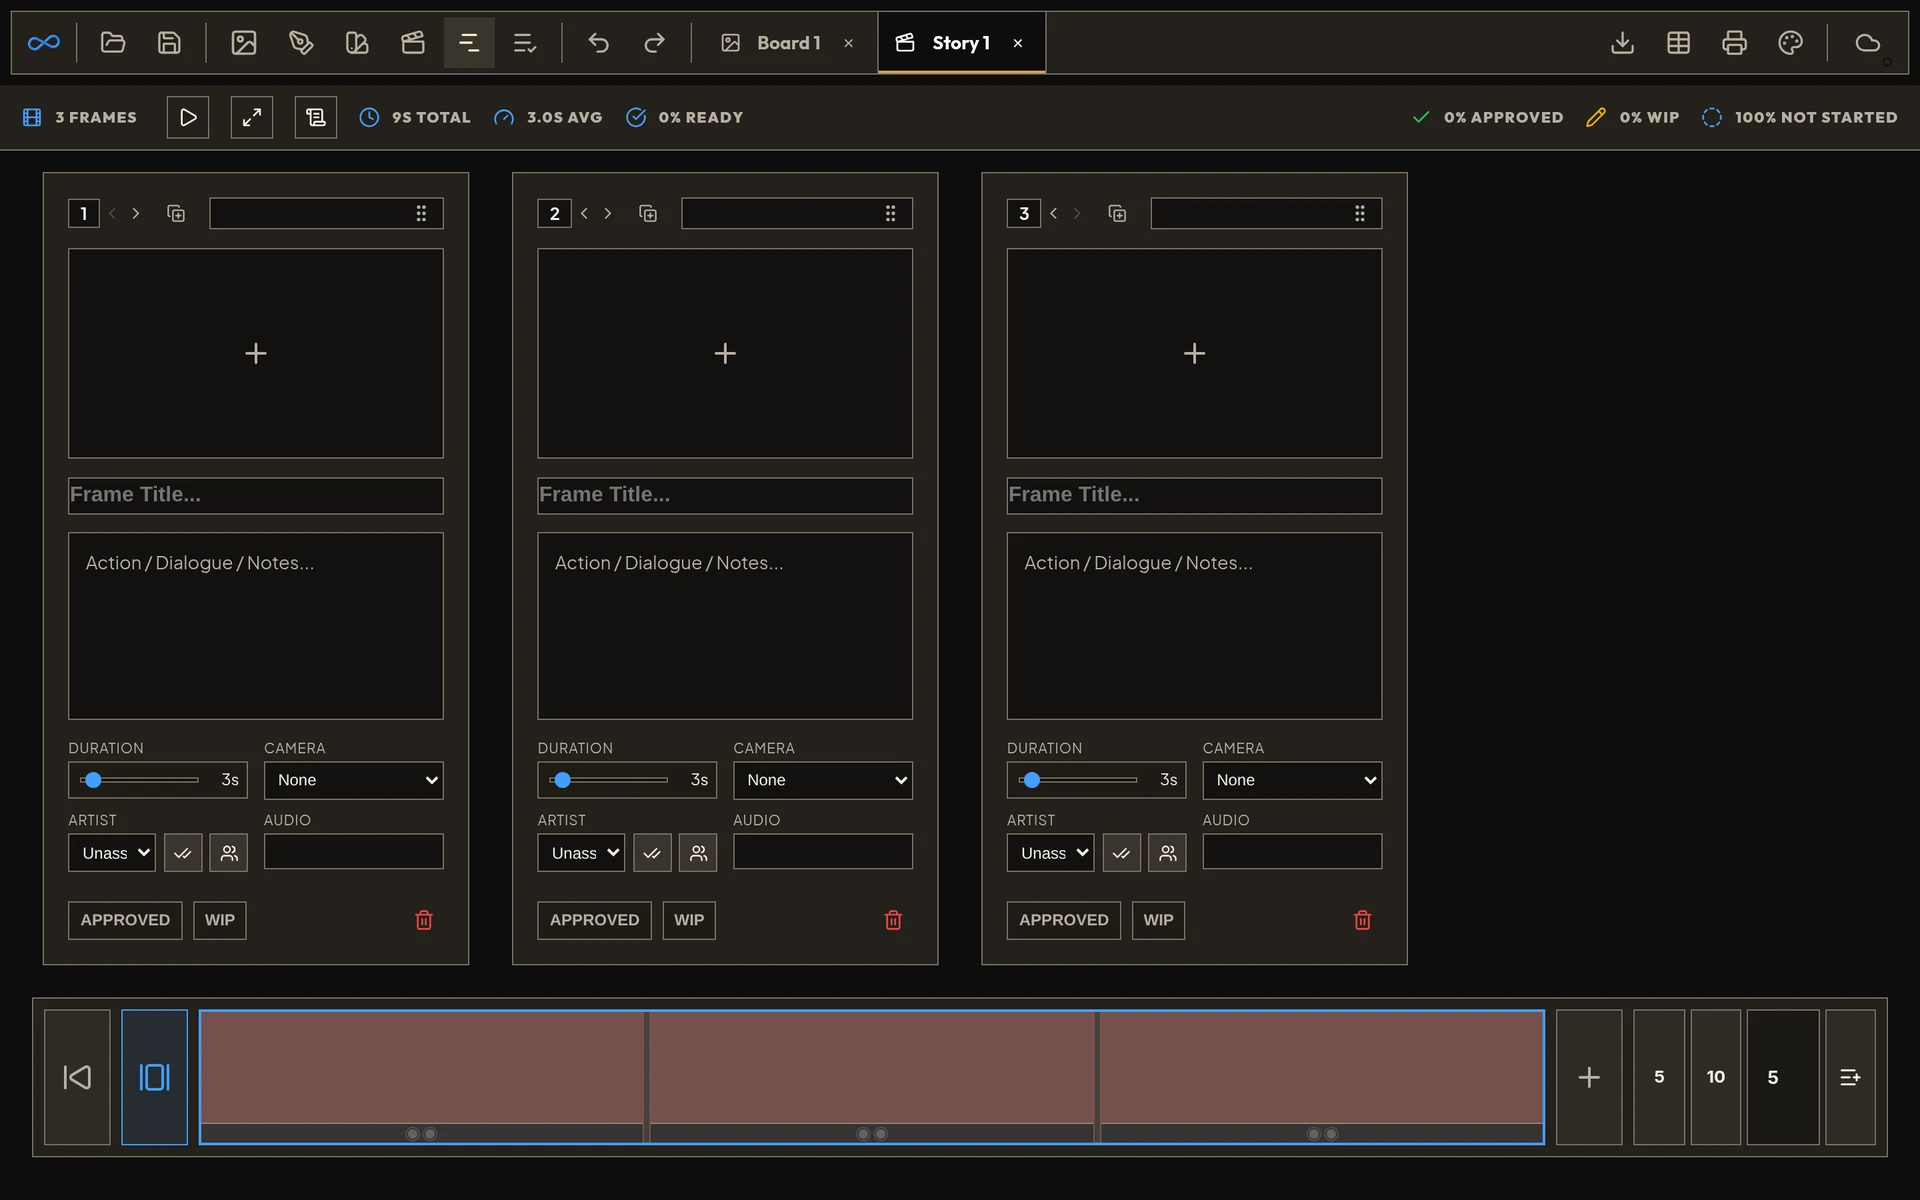 Board 1
Story 1
3 FRAMES
9S TOTAL
3.0S AVG
0% READY
0% APPROVED
0% WIP
100% NOT STARTED
1
2
3
Frame Title...
Frame Title...
Frame Title...
Action / Dialogue / Notes...
Action / Dialogue / Notes...
Action / Dialogue / Notes...
DURATION
CAMERA
DURATION
CAMERA
DURATION
CAMERA
3s
None
3s
None
3s
None
ARTIST
AUDIO
ARTIST
AUDIO
ARTIST
AUDIO
Unass
Unass
Unass
APPROVED
WIP
APPROVED
WIP
APPROVED
WIP
5
10
5